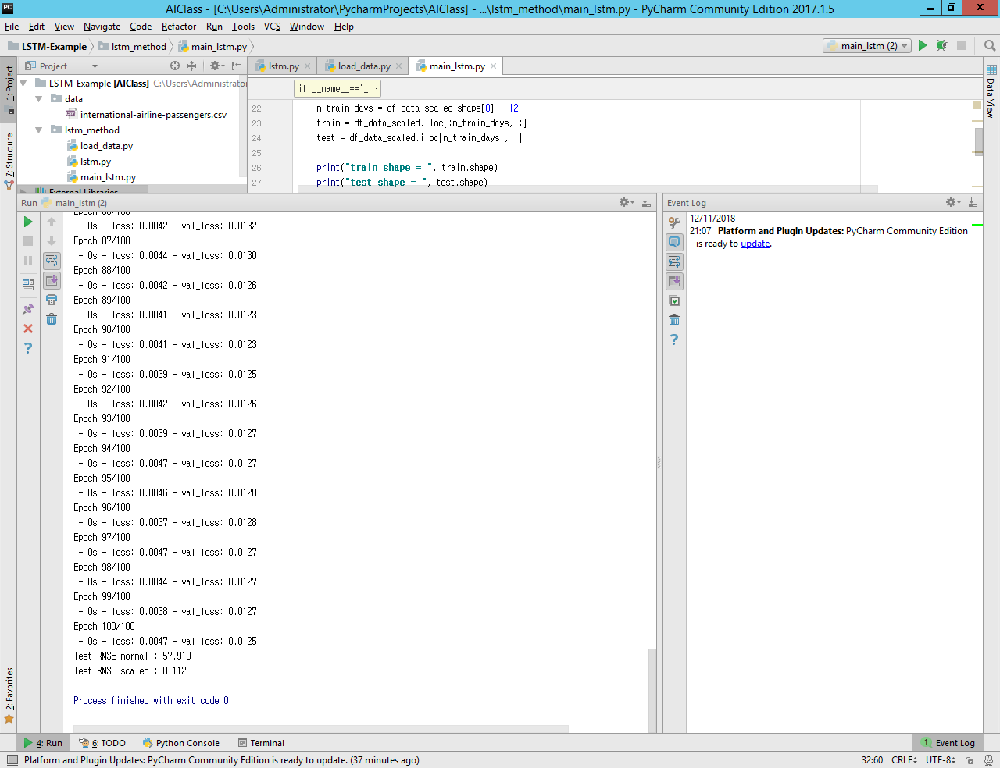 AIClass - [C:\Users\Administrator\PycharmProjects\AIClass] - ...\lstm_method\main_lstm.py - PyCharm Community Edition 2017.1.5
File Edit View Navigate Code Refactor Run Tools VCS Window Help
LSTM-Example lstm_method main_lstm.py
main_lstm (2)
1: Project
7: Structure
2: Favorites
Project
LSTM-Example [AIClass] C:\Users\Administrator
data
international-airline-passengers.csv
lstm_method
load_data.py
lstm.py
main_lstm.py
External Libraries
lstm.py load_data.py main_lstm.py
if __name__=='_...
22 n_train_days = df_data_scaled.shape[0] - 12
23 train = df_data_scaled.iloc[:n_train_days, :]
24 test = df_data_scaled.iloc[n_train_days:, :]
25
26 print("train shape = ", train.shape)
27 print("test shape = ", test.shape)
Data View
Run main_lstm (2)
Epoch 86/100
- 0s - loss: 0.0042 - val_loss: 0.0132
Epoch 87/100
- 0s - loss: 0.0044 - val_loss: 0.0130
Epoch 88/100
- 0s - loss: 0.0042 - val_loss: 0.0126
Epoch 89/100
- 0s - loss: 0.0041 - val_loss: 0.0123
Epoch 90/100
- 0s - loss: 0.0041 - val_loss: 0.0123
Epoch 91/100
- 0s - loss: 0.0039 - val_loss: 0.0125
Epoch 92/100
- 0s - loss: 0.0042 - val_loss: 0.0126
Epoch 93/100
- 0s - loss: 0.0039 - val_loss: 0.0127
Epoch 94/100
- 0s - loss: 0.0047 - val_loss: 0.0127
Epoch 95/100
- 0s - loss: 0.0046 - val_loss: 0.0128
Epoch 96/100
- 0s - loss: 0.0037 - val_loss: 0.0128
Epoch 97/100
- 0s - loss: 0.0047 - val_loss: 0.0127
Epoch 98/100
- 0s - loss: 0.0044 - val_loss: 0.0127
Epoch 99/100
- 0s - loss: 0.0038 - val_loss: 0.0127
Epoch 100/100
- 0s - loss: 0.0047 - val_loss: 0.0125
Test RMSE normal : 57.919
Test RMSE scaled : 0.112
Process finished with exit code 0
Event Log
12/11/2018
21:07 Platform and Plugin Updates: PyCharm Community Edition
is ready to update.
4: Run 6: TODO Python Console Terminal 1 Event Log
Platform and Plugin Updates: PyCharm Community Edition is ready to update. (37 minutes ago) 32:60 CRLF UTF-8